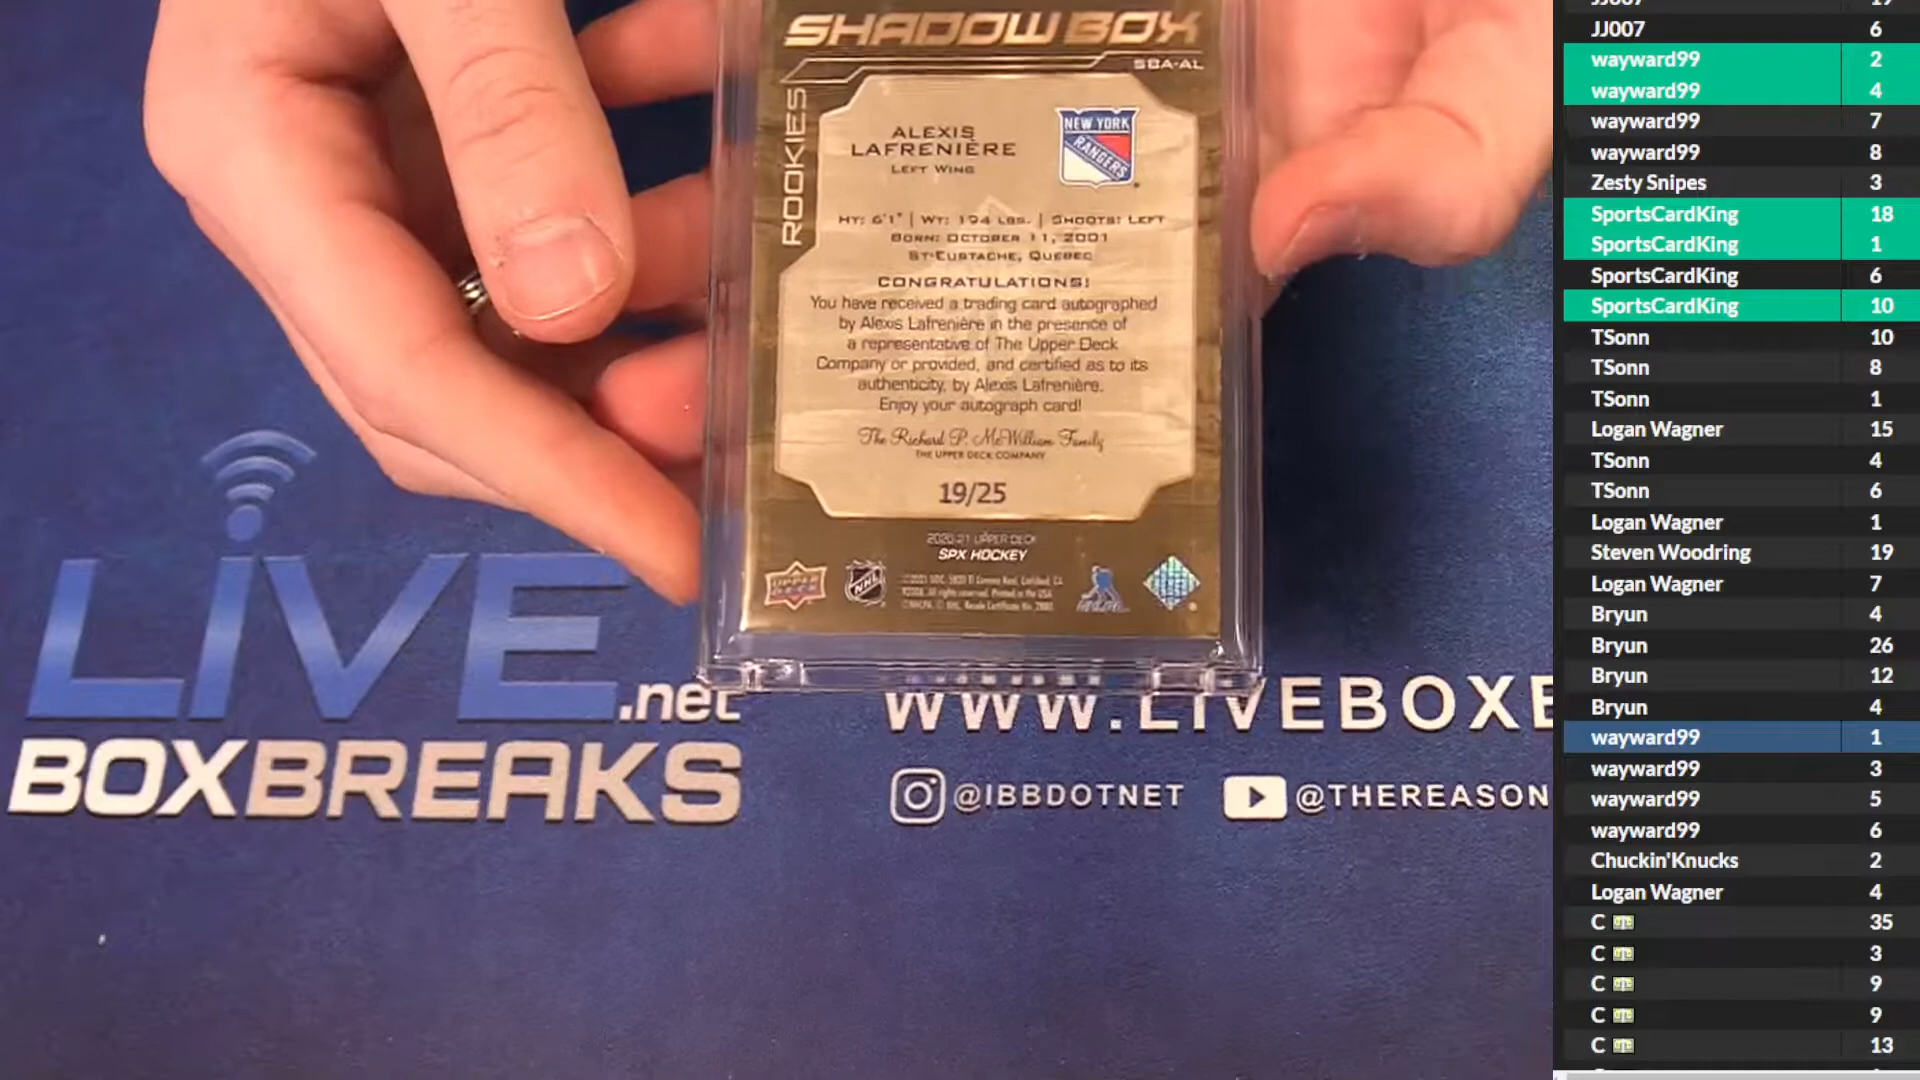 SHADOWBOX
SBA-AL
ROOKIES
ALEXIS
LAFRENIÈRE
LEFT WING
NEW YORK
RANGERS
HT: 6'1" | WT: 194 LBS. | SHOOTS: LEFT
BORN: OCTOBER 11, 2001
ST-EUSTACHE, QUEBEC
CONGRATULATIONS!
You have received a trading card autographed
by Alexis Lafrenière in the presence of
a representative of The Upper Deck
Company or provided, and certified as to its
authenticity, by Alexis Lafrenière.
Enjoy your autograph card!
The Richard P. McWilliam Family
THE UPPER DECK COMPANY
19/25
2020-21 UPPER DECK
SPX HOCKEY
UPPER DECK
NHL
LIVE.net
BOXBREAKS
WWW.LIVEBOXB
@IBBDOTNET
@THEREASON
JJ007 19
JJ007 6
wayward99 2
wayward99 4
wayward99 7
wayward99 8
Zesty Snipes 3
SportsCardKing 18
SportsCardKing 1
SportsCardKing 6
SportsCardKing 10
TSonn 10
TSonn 8
TSonn 1
Logan Wagner 15
TSonn 4
TSonn 6
Logan Wagner 1
Steven Woodring 19
Logan Wagner 7
Bryun 4
Bryun 26
Bryun 12
Bryun 4
wayward99 1
wayward99 3
wayward99 5
wayward99 6
Chuckin'Knucks 2
Logan Wagner 4
C 35
C 3
C 9
C 9
C 13